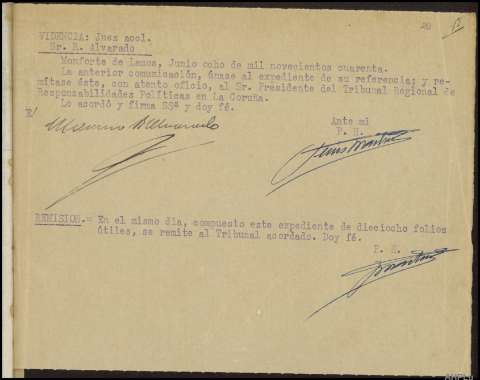 20
VIDENCIA: Juez accl.
Sr. R. Alvarado
Monforte de Lemos, Junio ocho de mil novecientos cuarenta.
La anterior comunicación, únase al expediente de su referencia; y re-
mítase éste, con atento oficio, al Sr. Presidente del Tribunal Regional de
Responsabilidades Políticas en La Coruña.
Lo acordó y firma SSª y doy fé.
E/
Ante mi
P. H.
REMISION.= En el mismo dia, compuesto este expediente de dieciocho folios
útiles, se remite al Tribunal acordado. Doy fé.
P. H.